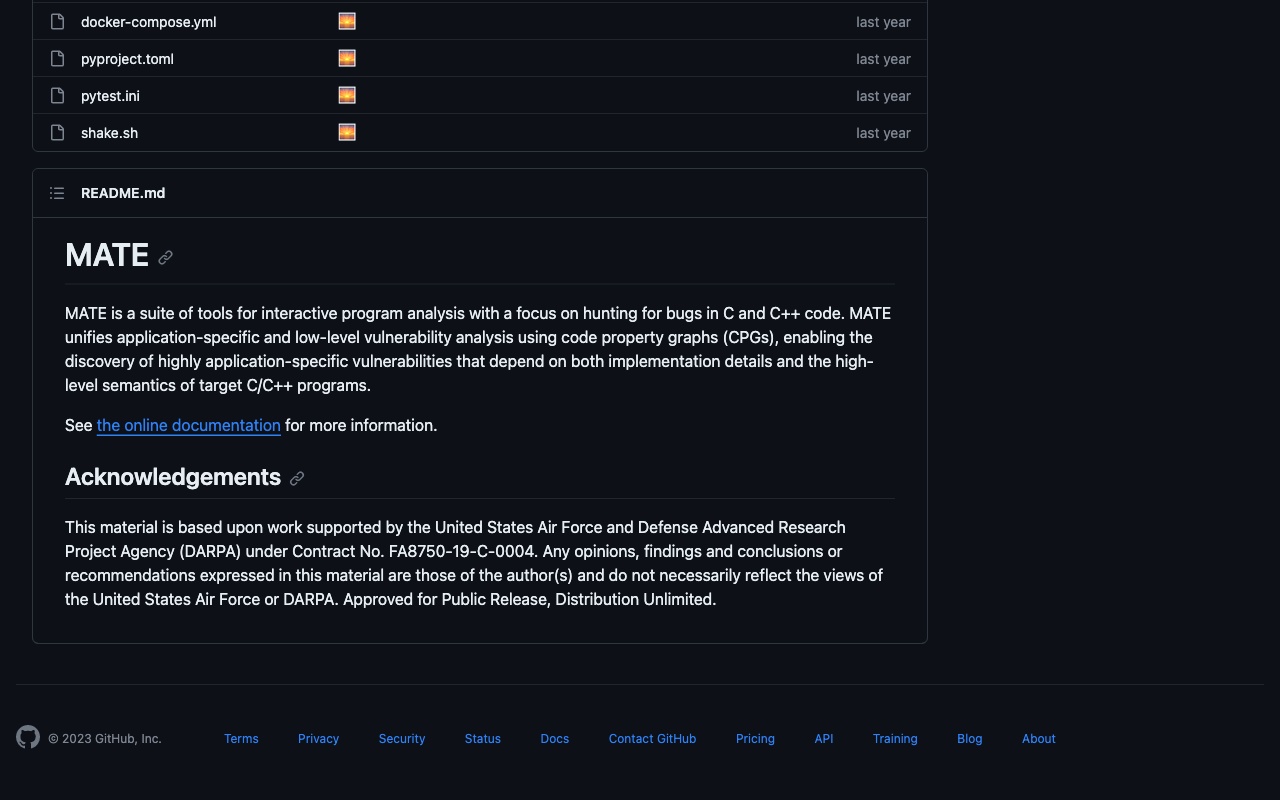 docker-compose.yml last year
pyproject.toml last year
pytest.ini last year
shake.sh last year
README.md
MATE
MATE is a suite of tools for interactive program analysis with a focus on hunting for bugs in C and C++ code. MATE
unifies application-specific and low-level vulnerability analysis using code property graphs (CPGs), enabling the
discovery of highly application-specific vulnerabilities that depend on both implementation details and the high-
level semantics of target C/C++ programs.
See the online documentation for more information.
Acknowledgements
This material is based upon work supported by the United States Air Force and Defense Advanced Research
Project Agency (DARPA) under Contract No. FA8750-19-C-0004. Any opinions, findings and conclusions or
recommendations expressed in this material are those of the author(s) and do not necessarily reflect the views of
the United States Air Force or DARPA. Approved for Public Release, Distribution Unlimited.
© 2023 GitHub, Inc. Terms Privacy Security Status Docs Contact GitHub Pricing API Training Blog About